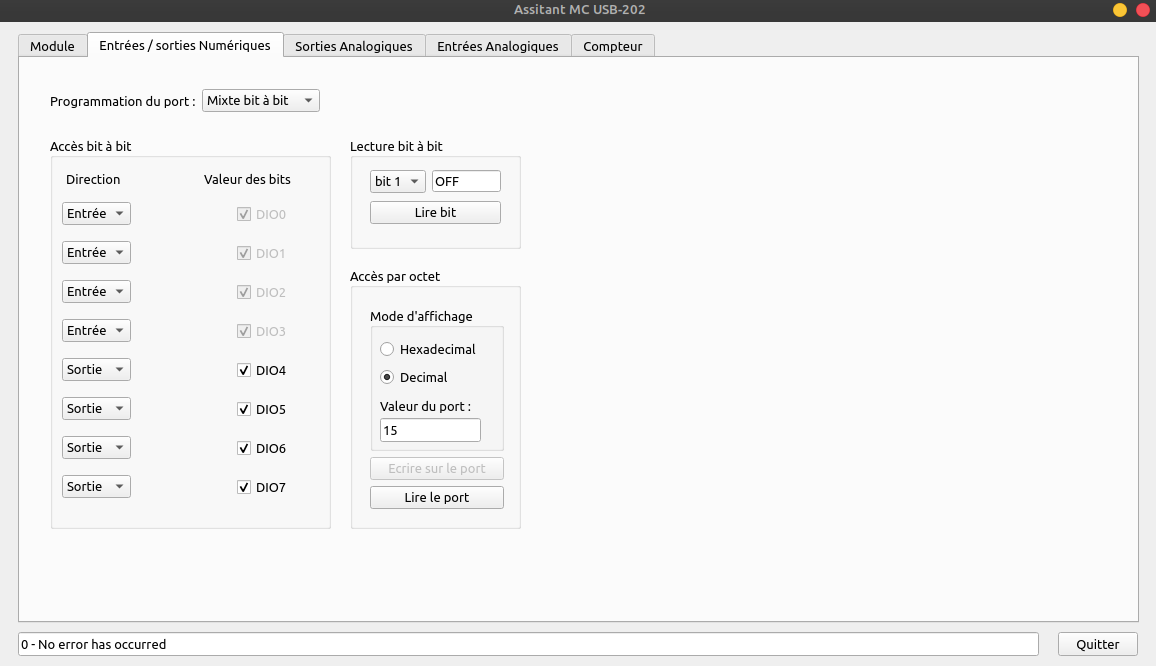 Assitant MC USB-202
Module
Entrées / sorties Numériques
Sorties Analogiques
Entrées Analogiques
Compteur
Programmation du port :
Mixte bit à bit
Accès bit à bit
Direction
Valeur des bits
Entrée
DIO0
Entrée
DIO1
Entrée
DIO2
Entrée
DIO3
Sortie
DIO4
Sortie
DIO5
Sortie
DIO6
Sortie
DIO7
Lecture bit à bit
bit 1
OFF
Lire bit
Accès par octet
Mode d'affichage
Hexadecimal
Decimal
Valeur du port :
15
Ecrire sur le port
Lire le port
0 - No error has occurred
Quitter